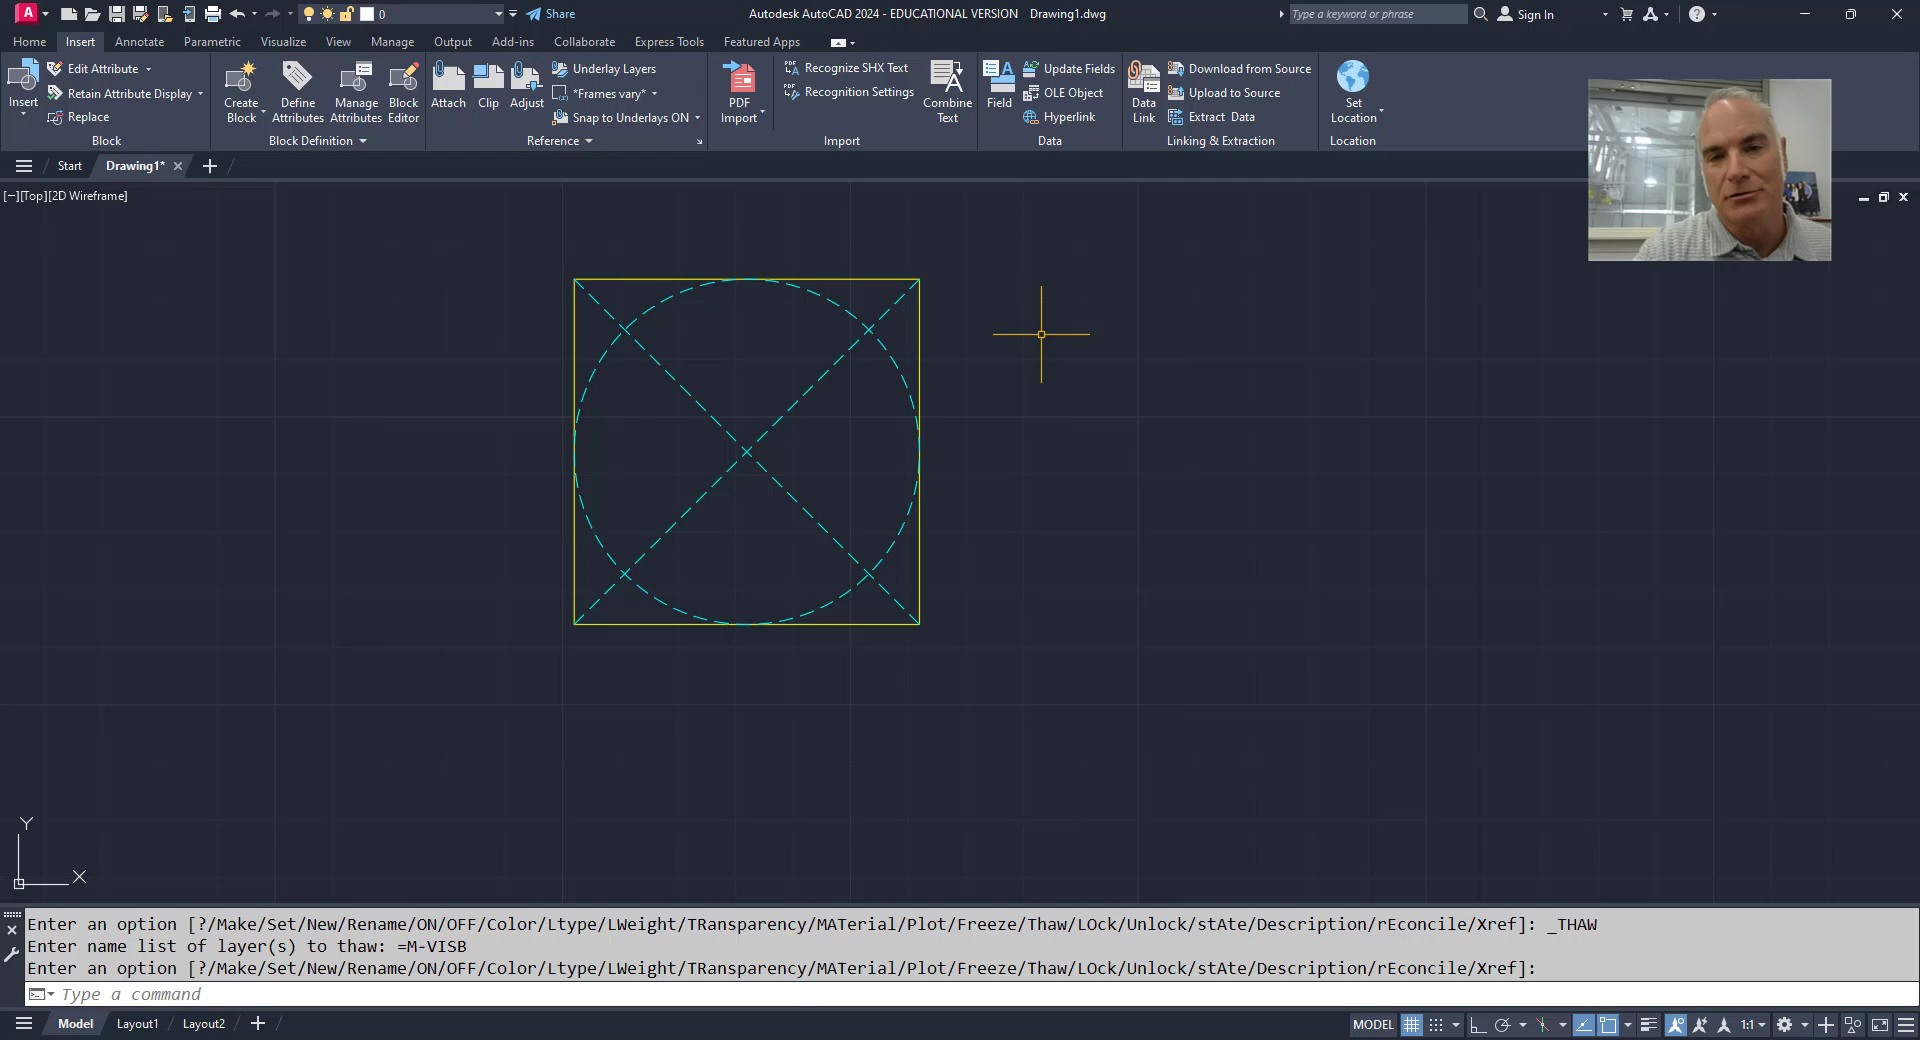 A 0 Share Autodesk AutoCAD 2024 - EDUCATIONAL VERSION Drawing1.dwg Type a keyword or phrase Sign In
Home Insert Annotate Parametric Visualize View Manage Output Add-ins Collaborate Express Tools Featured Apps
Insert
Edit Attribute
Retain Attribute Display
Replace
Block
Create Block
Define Attributes
Manage Attributes
Block Editor
Block Definition
Attach
Clip
Adjust
Underlay Layers
*Frames vary*
Snap to Underlays ON
Reference
PDF Import
Recognize SHX Text
Recognition Settings
Combine Text
Import
Field
Update Fields
OLE Object
Hyperlink
Data
Data Link
Download from Source
Upload to Source
Extract Data
Linking & Extraction
Set Location
Location
Start Drawing1*
[−][Top][2D Wireframe]
Y
X
Enter an option [?/Make/Set/New/Rename/ON/OFF/Color/Ltype/LWeight/TRansparency/MATerial/Plot/Freeze/Thaw/LOck/Unlock/stAte/Description/rEconcile/Xref]: _THAW
Enter name list of layer(s) to thaw: =M-VISB
Enter an option [?/Make/Set/New/Rename/ON/OFF/Color/Ltype/LWeight/TRansparency/MATerial/Plot/Freeze/Thaw/LOck/Unlock/stAte/Description/rEconcile/Xref]:
Type a command
Model Layout1 Layout2 MODEL 1:1